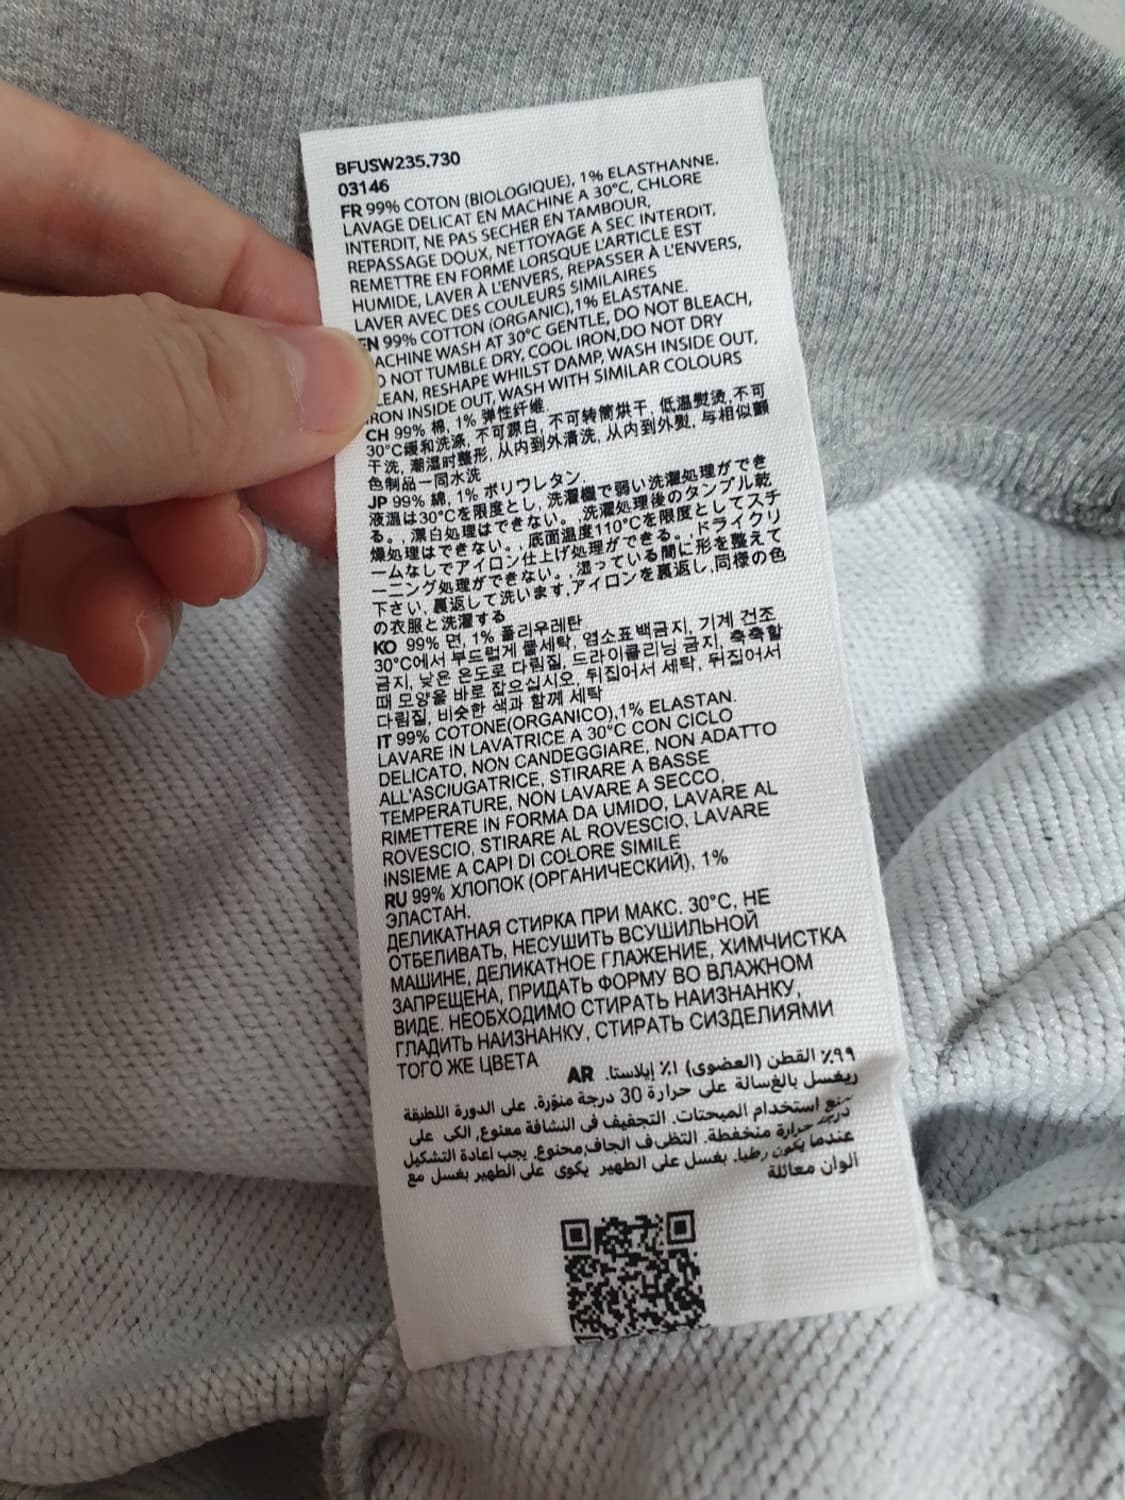 BFUSW235.730
03146
FR 99% COTON (BIOLOGIQUE), 1% ELASTHANNE.
LAVAGE DELICAT EN MACHINE A 30°C, CHLORE
INTERDIT, NE PAS SECHER EN TAMBOUR,
REPASSAGE DOUX, NETTOYAGE A SEC INTERDIT,
REMETTRE EN FORME LORSQUE L'ARTICLE EST
HUMIDE, LAVER À L'ENVERS, REPASSER À L'ENVERS,
LAVER AVEC DES COULEURS SIMILAIRES
EN 99% COTTON (ORGANIC),1% ELASTANE.
ACHINE WASH AT 30°C GENTLE, DO NOT BLEACH,
O NOT TUMBLE DRY, COOL IRON,DO NOT DRY
LEAN, RESHAPE WHILST DAMP, WASH INSIDE OUT,
IRON INSIDE OUT, WASH WITH SIMILAR COLOURS
CH 99% 棉, 1% 弹性纤维
30°C緩和洗涤, 不可漂白, 不可转筒烘干, 低温熨烫,不可
干洗, 潮湿时整形, 从内到外清洗, 从内到外熨, 与相似颜
色制品一同水洗
JP 99% 綿, 1% ポリウレタン.
液温は30°Cを限度とし, 洗濯機で弱い洗濯処理ができ
る。, 漂白処理はできない。, 洗濯処理後のタンブル乾
燥処理はできない。, 底面温度110°Cを限度としてスチ
ームなしでアイロン仕上げ処理ができる。, ドライクリ
ーニング処理ができない。, 湿っている間に形を整えて
下さい, 裏返して洗います,アイロンを裏返し,同様の色
の衣服と洗濯する
KO 99% 면, 1% 폴리우레탄
30°C에서 부드럽게 물세탁, 염소표백금지, 기계 건조
금지, 낮은 온도로 다림질, 드라이클리닝 금지, 축축할
때 모양을 바로 잡으십시오, 뒤집어서 세탁, 뒤집어서
다림질, 비슷한 색과 함께 세탁
IT 99% COTONE(ORGANICO),1% ELASTAN.
LAVARE IN LAVATRICE A 30°C CON CICLO
DELICATO, NON CANDEGGIARE, NON ADATTO
ALL'ASCIUGATRICE, STIRARE A BASSE
TEMPERATURE, NON LAVARE A SECCO,
RIMETTERE IN FORMA DA UMIDO, LAVARE AL
ROVESCIO, STIRARE AL ROVESCIO, LAVARE
INSIEME A CAPI DI COLORE SIMILE
RU 99% ХЛОПОК (ОРГАНИЧЕСКИЙ), 1%
ЭЛАСТАН.
ДЕЛИКАТНАЯ СТИРКА ПРИ МАКС. 30°C, НЕ
ОТБЕЛИВАТЬ, НЕСУШИТЬ ВСУШИЛЬНОЙ
МАШИНЕ, ДЕЛИКАТНОЕ ГЛАЖЕНИЕ, ХИМЧИСТКА
ЗАПРЕЩЕНА, ПРИДАТЬ ФОРМУ ВО ВЛАЖНОМ
ВИДЕ, НЕОБХОДИМО СТИРАТЬ НАИЗНАНКУ,
ГЛАДИТЬ НАИЗНАНКУ, СТИРАТЬ СИЗДЕЛИЯМИ
ТОГО ЖЕ ЦВЕТА
٩٩٪ القطن (العضوى) ١٪ إيلاستا. AR
ريغسل بالغسالة على حرارة 30 درجة منؤرة. على الدورة اللطبقة
منع استخدام المبحتات. التجفيف فى النشافة معنوع, الكى على
درجة حرارة منخفطة. التظى ف الجاف,محنوع. يجب اعادة التشكيل
عندما يكون رطبا. بغسل على الطهير يكوى على الطهير بغسل مع
ألوان معائلة